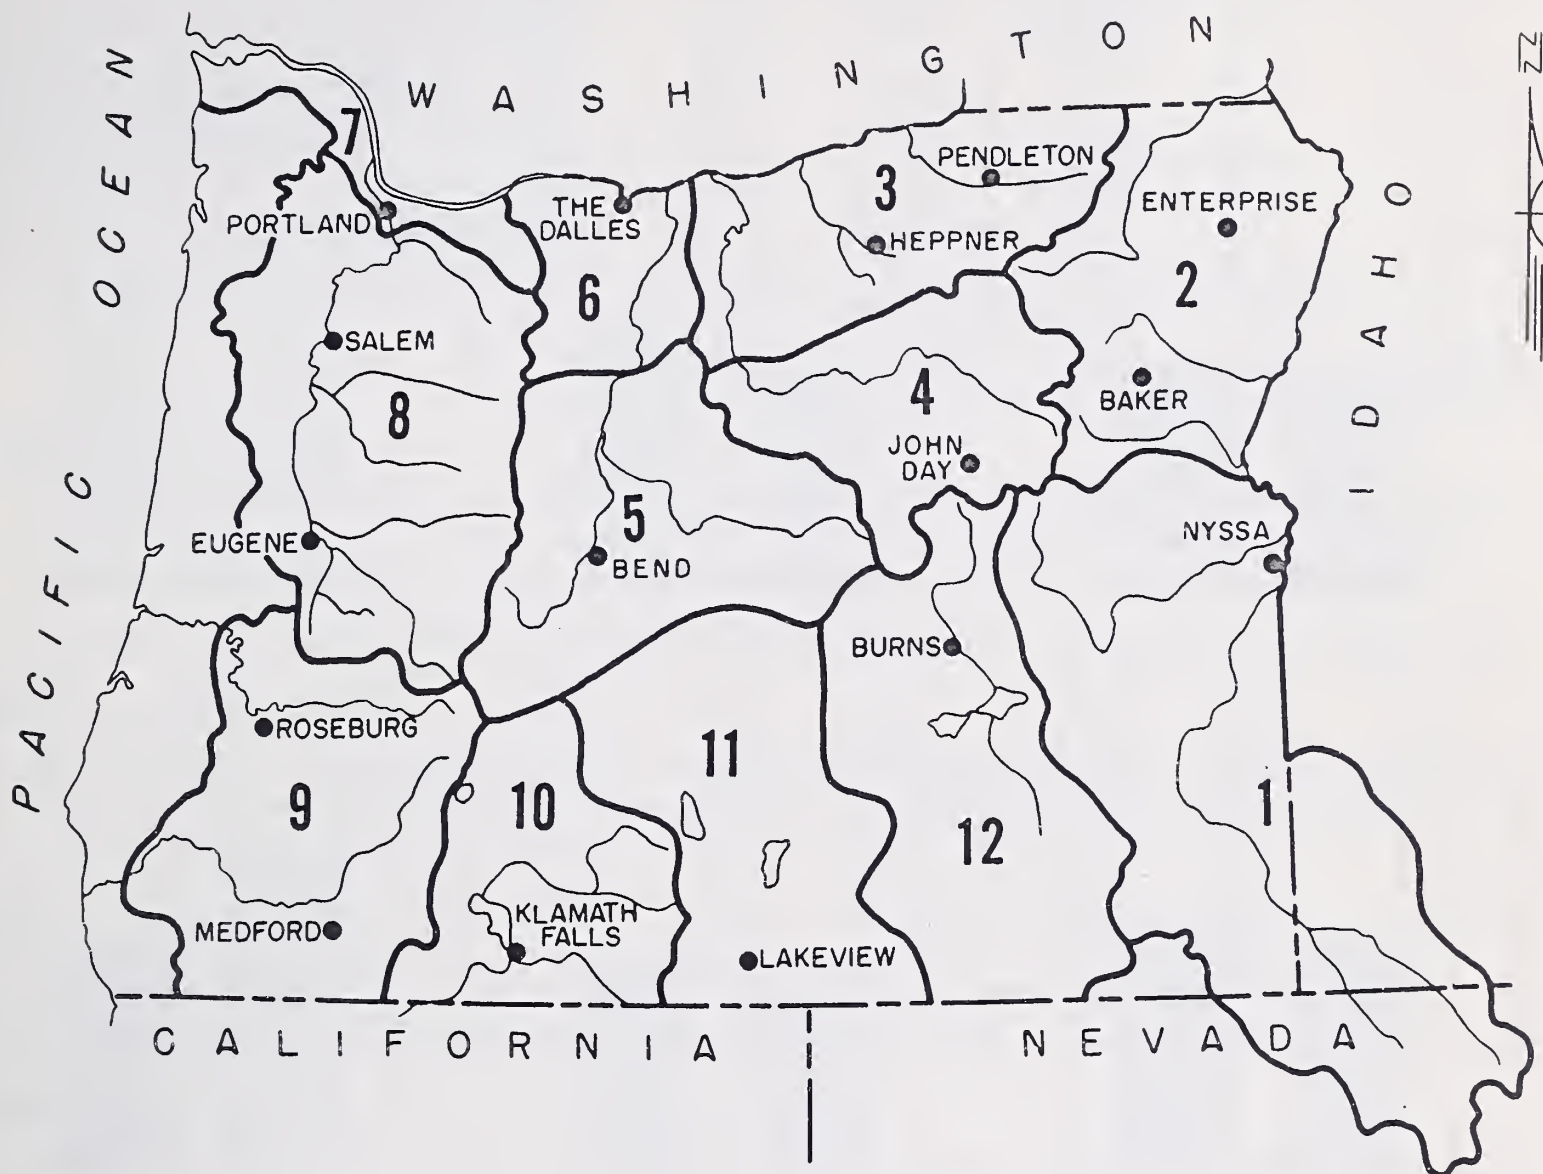 WASHINGTON
PACIFIC OCEAN
IDAHO
7
PORTLAND
THE
DALLES
6
3
PENDLETON
HEPPNER
ENTERPRISE
2
BAKER
SALEM
8
4
JOHN
DAY
EUGENE
5
BEND
NYSSA
BURNS
ROSEBURG
9
10
11
12
1
MEDFORD
KLAMATH
FALLS
LAKEVIEW
CALIFORNIA
NEVADA